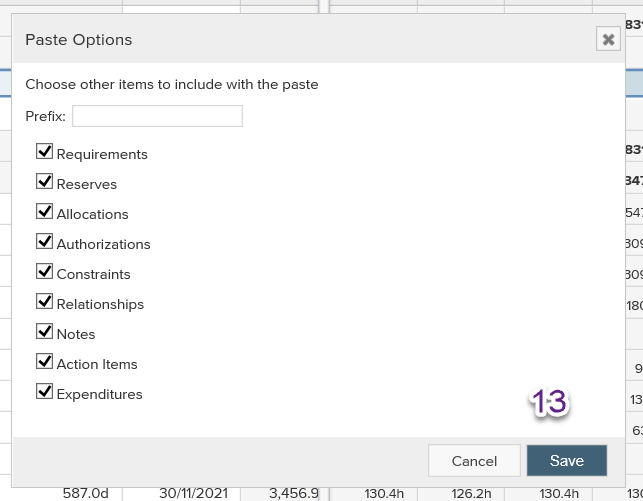 Paste Options
Choose other items to include with the paste
Prefix:
Requirements
Reserves
Allocations
Authorizations
Constraints
Relationships
Notes
Action Items
Expenditures
13
Cancel Save
587.0d 30/11/2021 3,456.9 130.4h 126.2h 130.4h